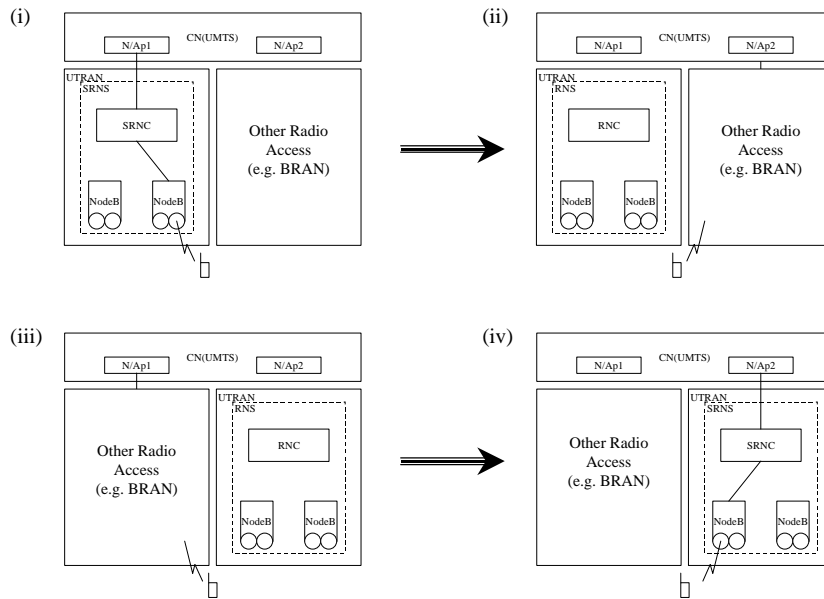 (i)
CN(UMTS)
N/Ap1
N/Ap2
UTRAN
SRNS
SRNC
NodeB
NodeB
Other Radio
Access
(e.g. BRAN)
(ii)
CN(UMTS)
N/Ap1
N/Ap2
UTRAN
RNS
RNC
NodeB
NodeB
Other Radio
Access
(e.g. BRAN)
(iii)
CN(UMTS)
N/Ap1
N/Ap2
Other Radio
Access
(e.g. BRAN)
UTRAN
RNS
RNC
NodeB
NodeB
(iv)
CN(UMTS)
N/Ap1
N/Ap2
Other Radio
Access
(e.g. BRAN)
UTRAN
SRNS
SRNC
NodeB
NodeB